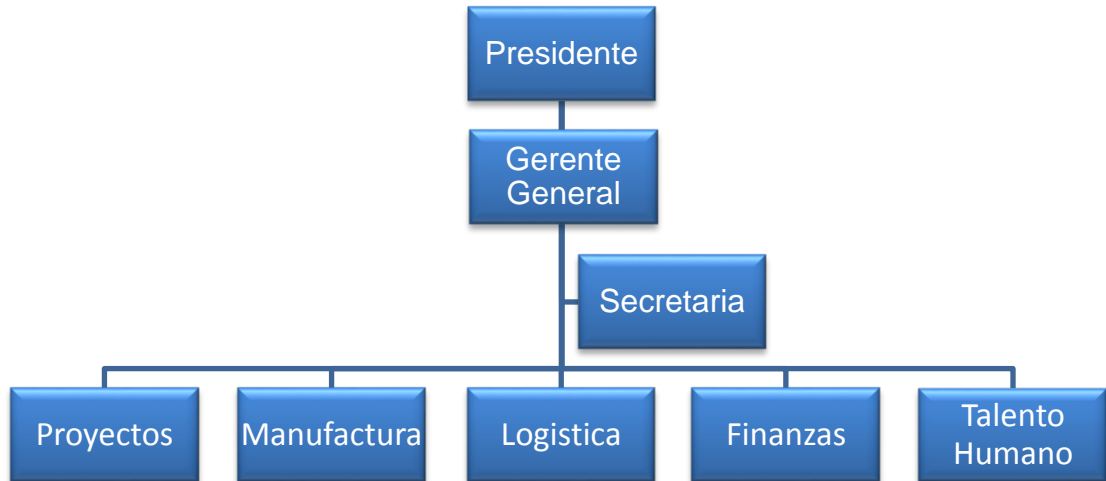 Presidente
Gerente
General
Secretaria
Proyectos
Manufactura
Logistica
Finanzas
Talento
Humano